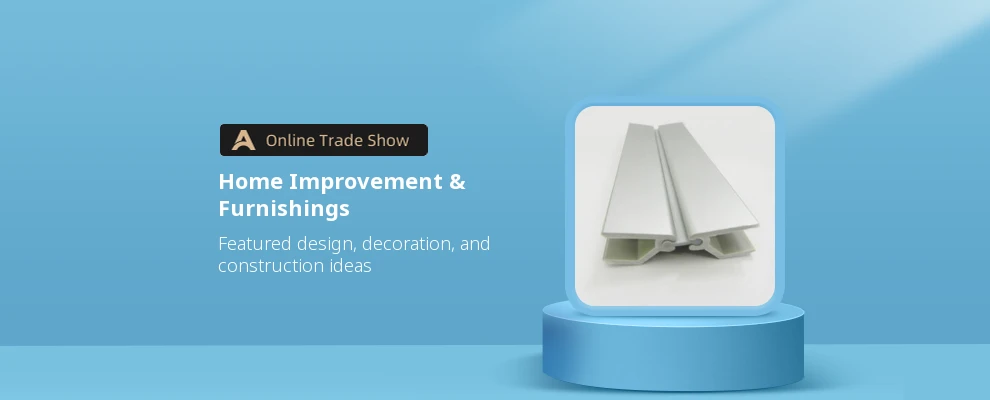 Online Trade Show
Home Improvement &
Furnishings
Featured design, decoration, and
construction ideas